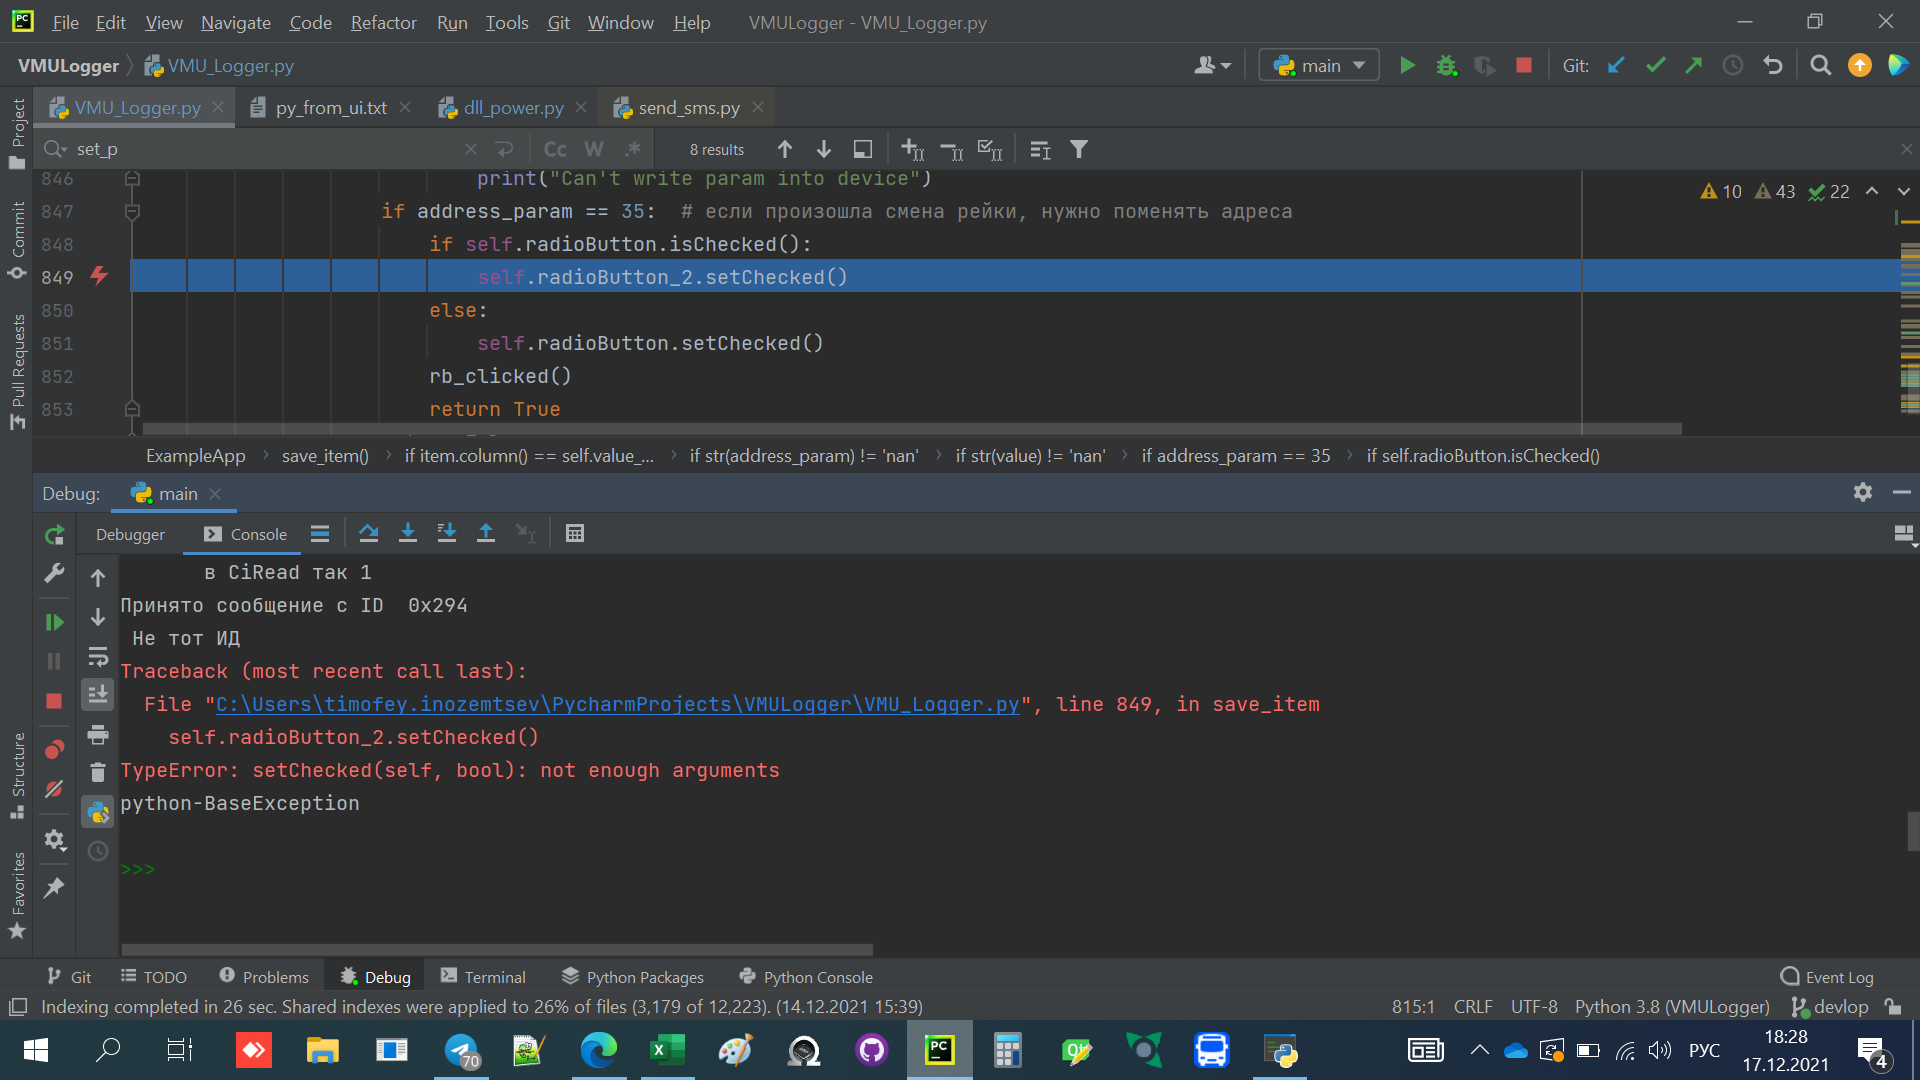 File Edit View Navigate Code Refactor Run Tools Git Window Help VMULogger - VMU_Logger.py
VMULogger VMU_Logger.py main Git:
VMU_Logger.py py_from_ui.txt dll_power.py send_sms.py
set_p Cc W .* 8 results
846 print("Can't write param into device")
10 43 22
847 if address_param == 35: # если произошла смена рейки, нужно поменять адреса
848 if self.radioButton.isChecked():
849 self.radioButton_2.setChecked()
850 else:
851 self.radioButton.setChecked()
852 rb_clicked()
853 return True
ExampleApp save_item() if item.column() == self.value_... if str(address_param) != 'nan' if str(value) != 'nan' if address_param == 35 if self.radioButton.isChecked()
Debug: main
Debugger Console
в CiRead так 1
Принято сообщение с ID 0x294
Не тот ИД
Traceback (most recent call last):
File "C:\Users\timofey.inozemtsev\PycharmProjects\VMULogger\VMU_Logger.py", line 849, in save_item
self.radioButton_2.setChecked()
TypeError: setChecked(self, bool): not enough arguments
python-BaseException
>>>
Project
Commit
Pull Requests
Structure
Favorites
Git TODO Problems Debug Terminal Python Packages Python Console Event Log
Indexing completed in 26 sec. Shared indexes were applied to 26% of files (3,179 of 12,223). (14.12.2021 15:39) 815:1 CRLF UTF-8 Python 3.8 (VMULogger) devlop
70 РУС 18:28
17.12.2021 4